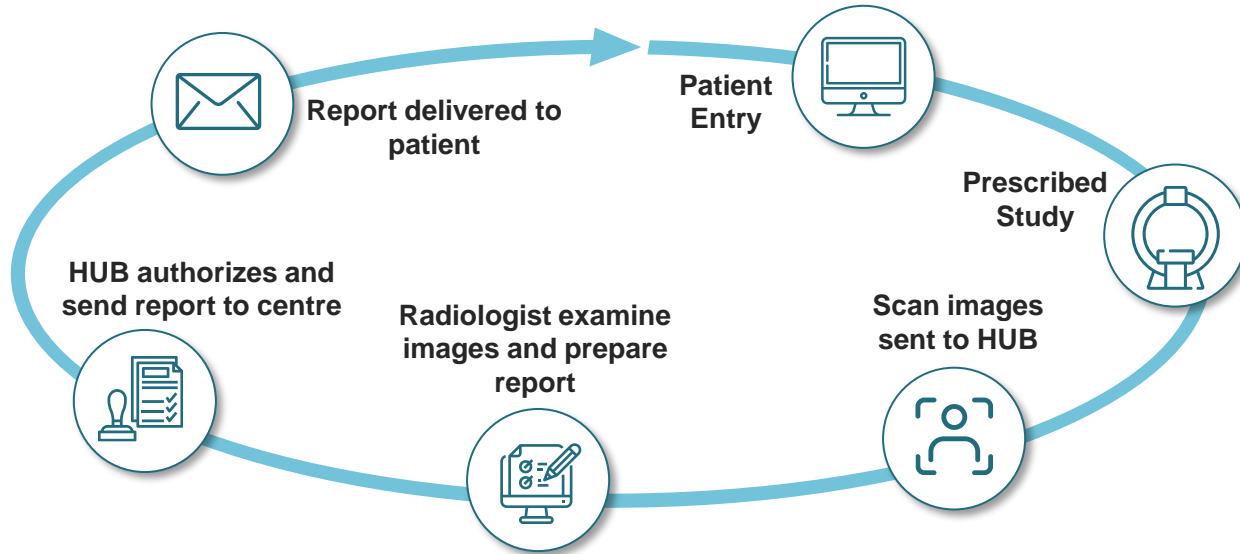 Patient
Entry
Prescribed
Study
Scan images
sent to HUB
Radiologist examine
images and prepare
report
HUB authorizes and
send report to centre
Report delivered to
patient